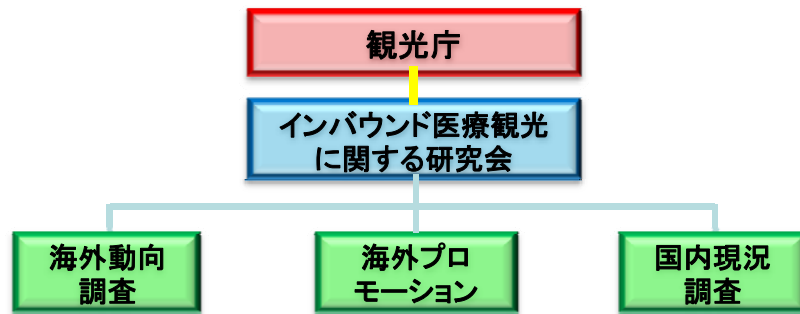 観光庁
インバウンド医療観光
に関する研究会
海外動向
調査
海外プロ
モーション
国内現況
調査